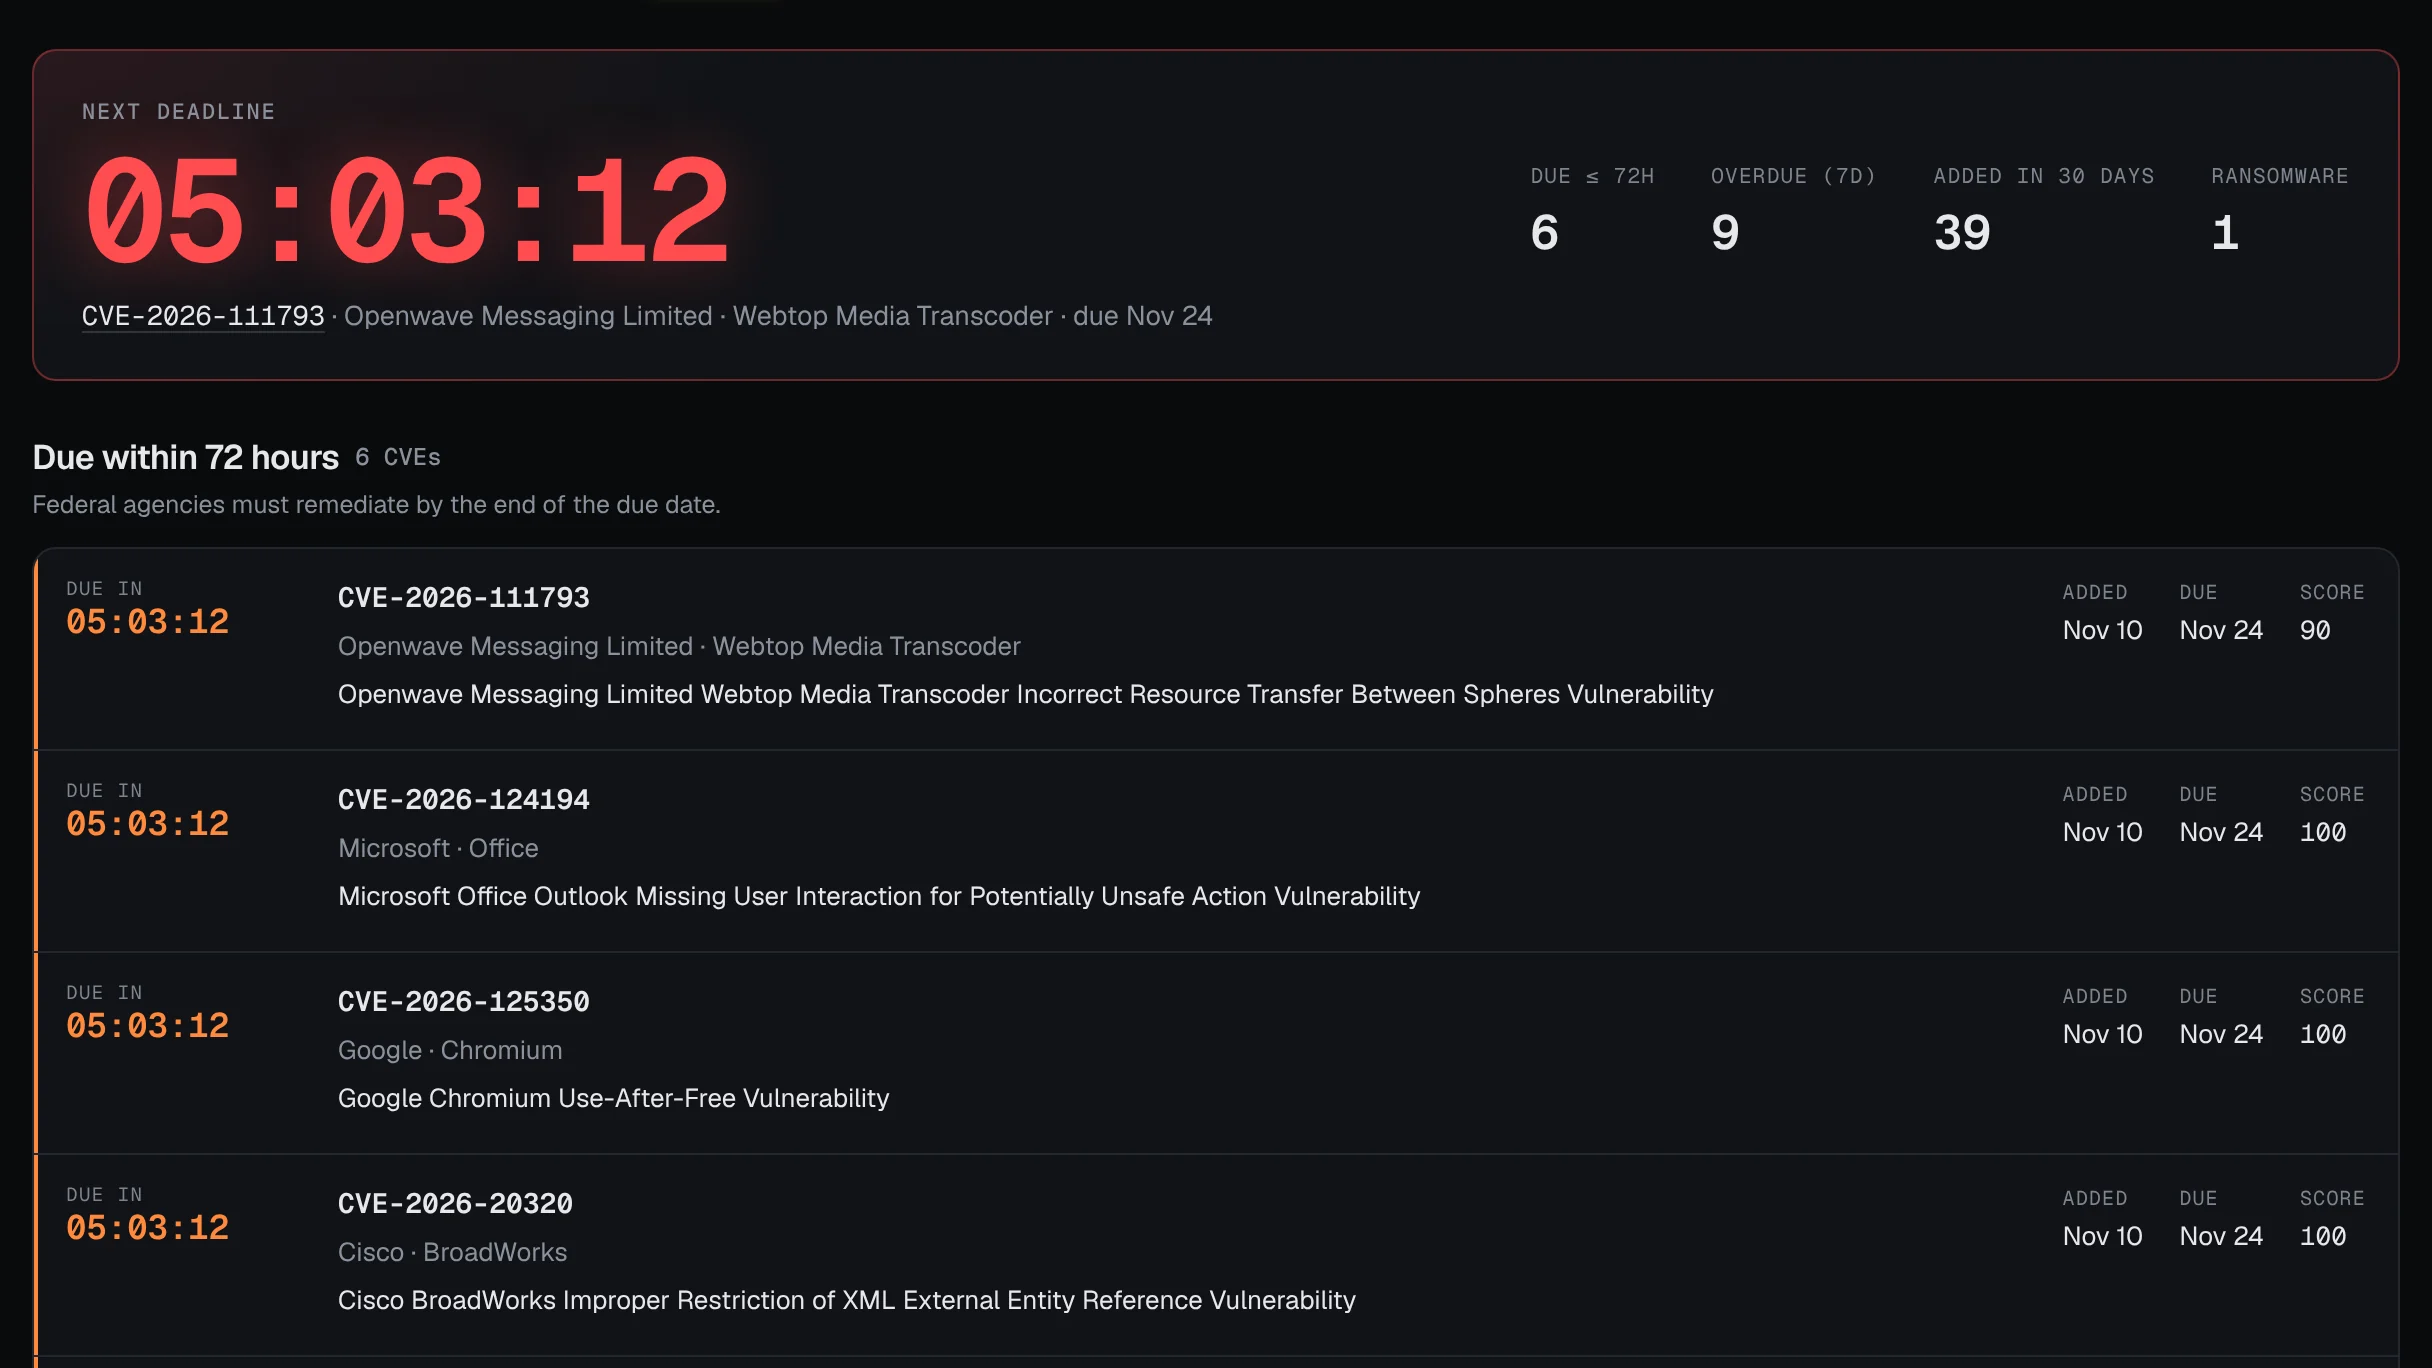 NEXT DEADLINE
05:03:12
CVE-2026-111793 · Openwave Messaging Limited · Webtop Media Transcoder · due Nov 24
DUE ≤ 72H
6
OVERDUE (7D)
9
ADDED IN 30 DAYS
39
RANSOMWARE
1
Due within 72 hours 6 CVEs
Federal agencies must remediate by the end of the due date.
DUE IN
05:03:12
CVE-2026-111793
Openwave Messaging Limited · Webtop Media Transcoder
Openwave Messaging Limited Webtop Media Transcoder Incorrect Resource Transfer Between Spheres Vulnerability
ADDED DUE SCORE
Nov 10 Nov 24 90
DUE IN
05:03:12
CVE-2026-124194
Microsoft · Office
Microsoft Office Outlook Missing User Interaction for Potentially Unsafe Action Vulnerability
ADDED DUE SCORE
Nov 10 Nov 24 100
DUE IN
05:03:12
CVE-2026-125350
Google · Chromium
Google Chromium Use-After-Free Vulnerability
ADDED DUE SCORE
Nov 10 Nov 24 100
DUE IN
05:03:12
CVE-2026-20320
Cisco · BroadWorks
Cisco BroadWorks Improper Restriction of XML External Entity Reference Vulnerability
ADDED DUE SCORE
Nov 10 Nov 24 100